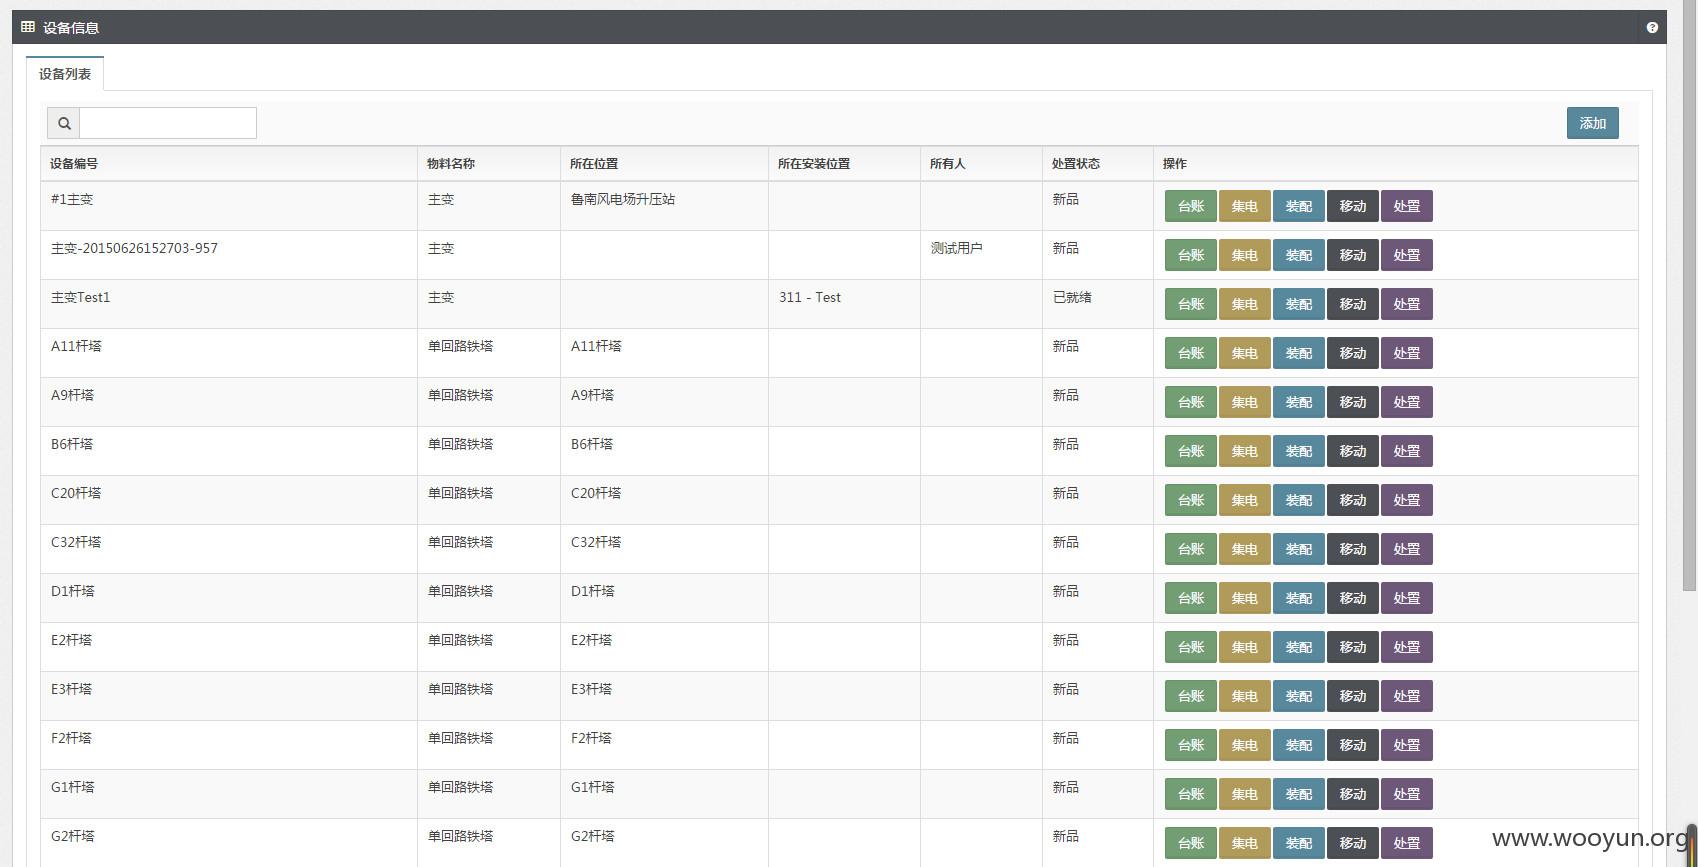 设备信息
设备列表
添加
设备编号 物料名称 所在位置 所在安装位置 所有人 处置状态 操作
#1主变 主变 鲁南风电场升压站 新品 台账 集电 装配 移动 处置
主变-20150626152703-957 主变 测试用户 新品 台账 集电 装配 移动 处置
主变Test1 主变 311 - Test 已就绪 台账 集电 装配 移动 处置
A11杆塔 单回路铁塔 A11杆塔 新品 台账 集电 装配 移动 处置
A9杆塔 单回路铁塔 A9杆塔 新品 台账 集电 装配 移动 处置
B6杆塔 单回路铁塔 B6杆塔 新品 台账 集电 装配 移动 处置
C20杆塔 单回路铁塔 C20杆塔 新品 台账 集电 装配 移动 处置
C32杆塔 单回路铁塔 C32杆塔 新品 台账 集电 装配 移动 处置
D1杆塔 单回路铁塔 D1杆塔 新品 台账 集电 装配 移动 处置
E2杆塔 单回路铁塔 E2杆塔 新品 台账 集电 装配 移动 处置
E3杆塔 单回路铁塔 E3杆塔 新品 台账 集电 装配 移动 处置
F2杆塔 单回路铁塔 F2杆塔 新品 台账 集电 装配 移动 处置
G1杆塔 单回路铁塔 G1杆塔 新品 台账 集电 装配 移动 处置
G2杆塔 单回路铁塔 G2杆塔 新品 台账 集电 装配 移动 处置
www.wooyun.org